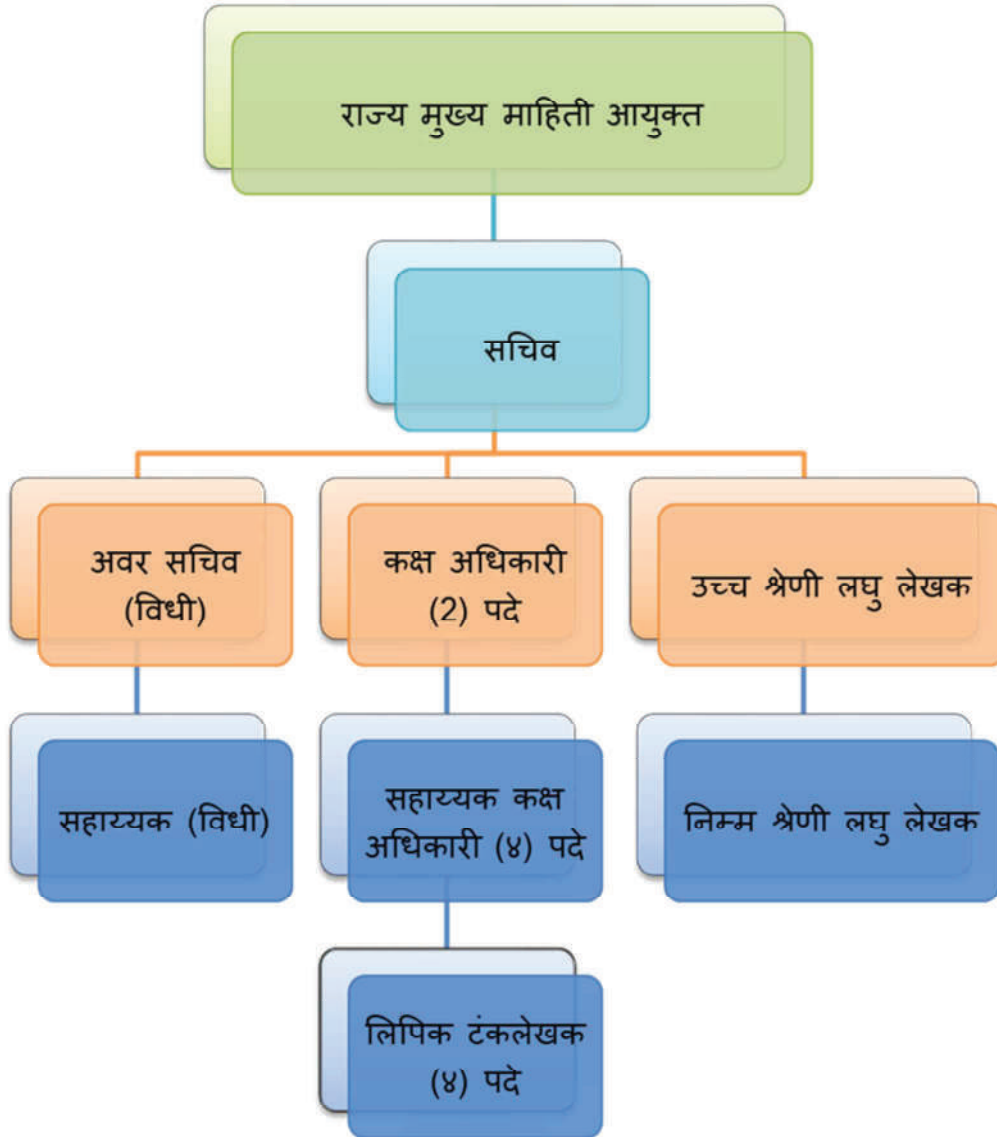 राज्य मुख्य माहिती आयुक्त
सचिव
अवर सचिव
(विधी)
कक्ष अधिकारी
(2) पदे
उच्च श्रेणी लघु लेखक
सहाय्यक (विधी)
सहाय्यक कक्ष
अधिकारी (४) पदे
निम्म श्रेणी लघु लेखक
लिपिक टंकलेखक
(४) पदे